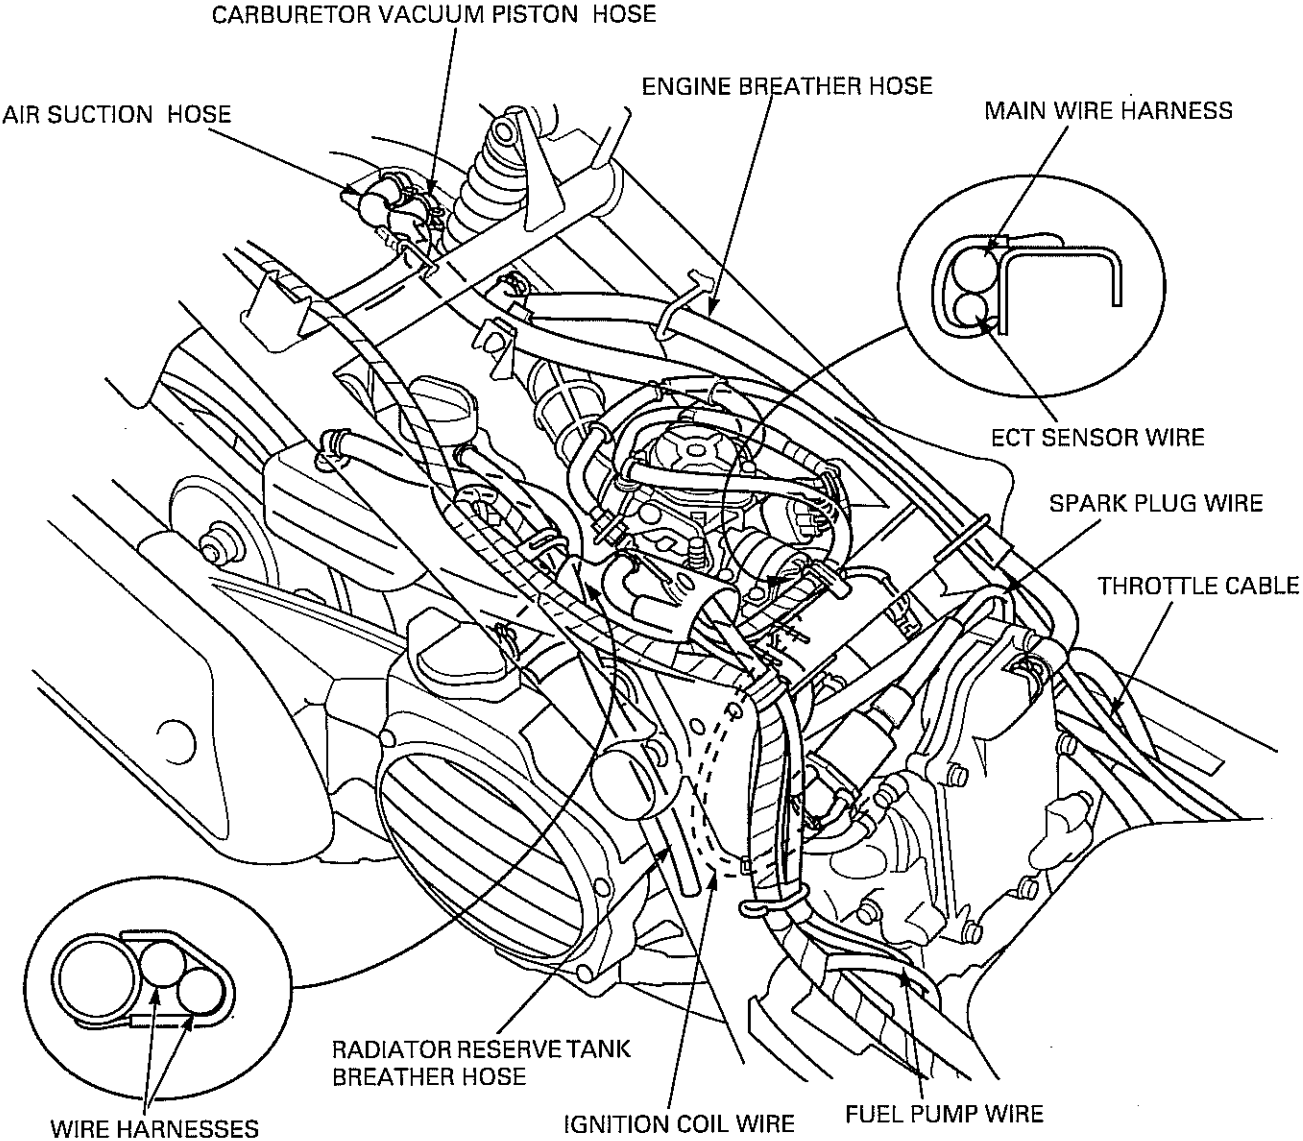 CARBURETOR VACUUM PISTON HOSE
ENGINE BREATHER HOSE
AIR SUCTION HOSE
MAIN WIRE HARNESS
ECT SENSOR WIRE
SPARK PLUG WIRE
THROTTLE CABLE
RADIATOR RESERVE TANK
BREATHER HOSE
WIRE HARNESSES
IGNITION COIL WIRE
FUEL PUMP WIRE